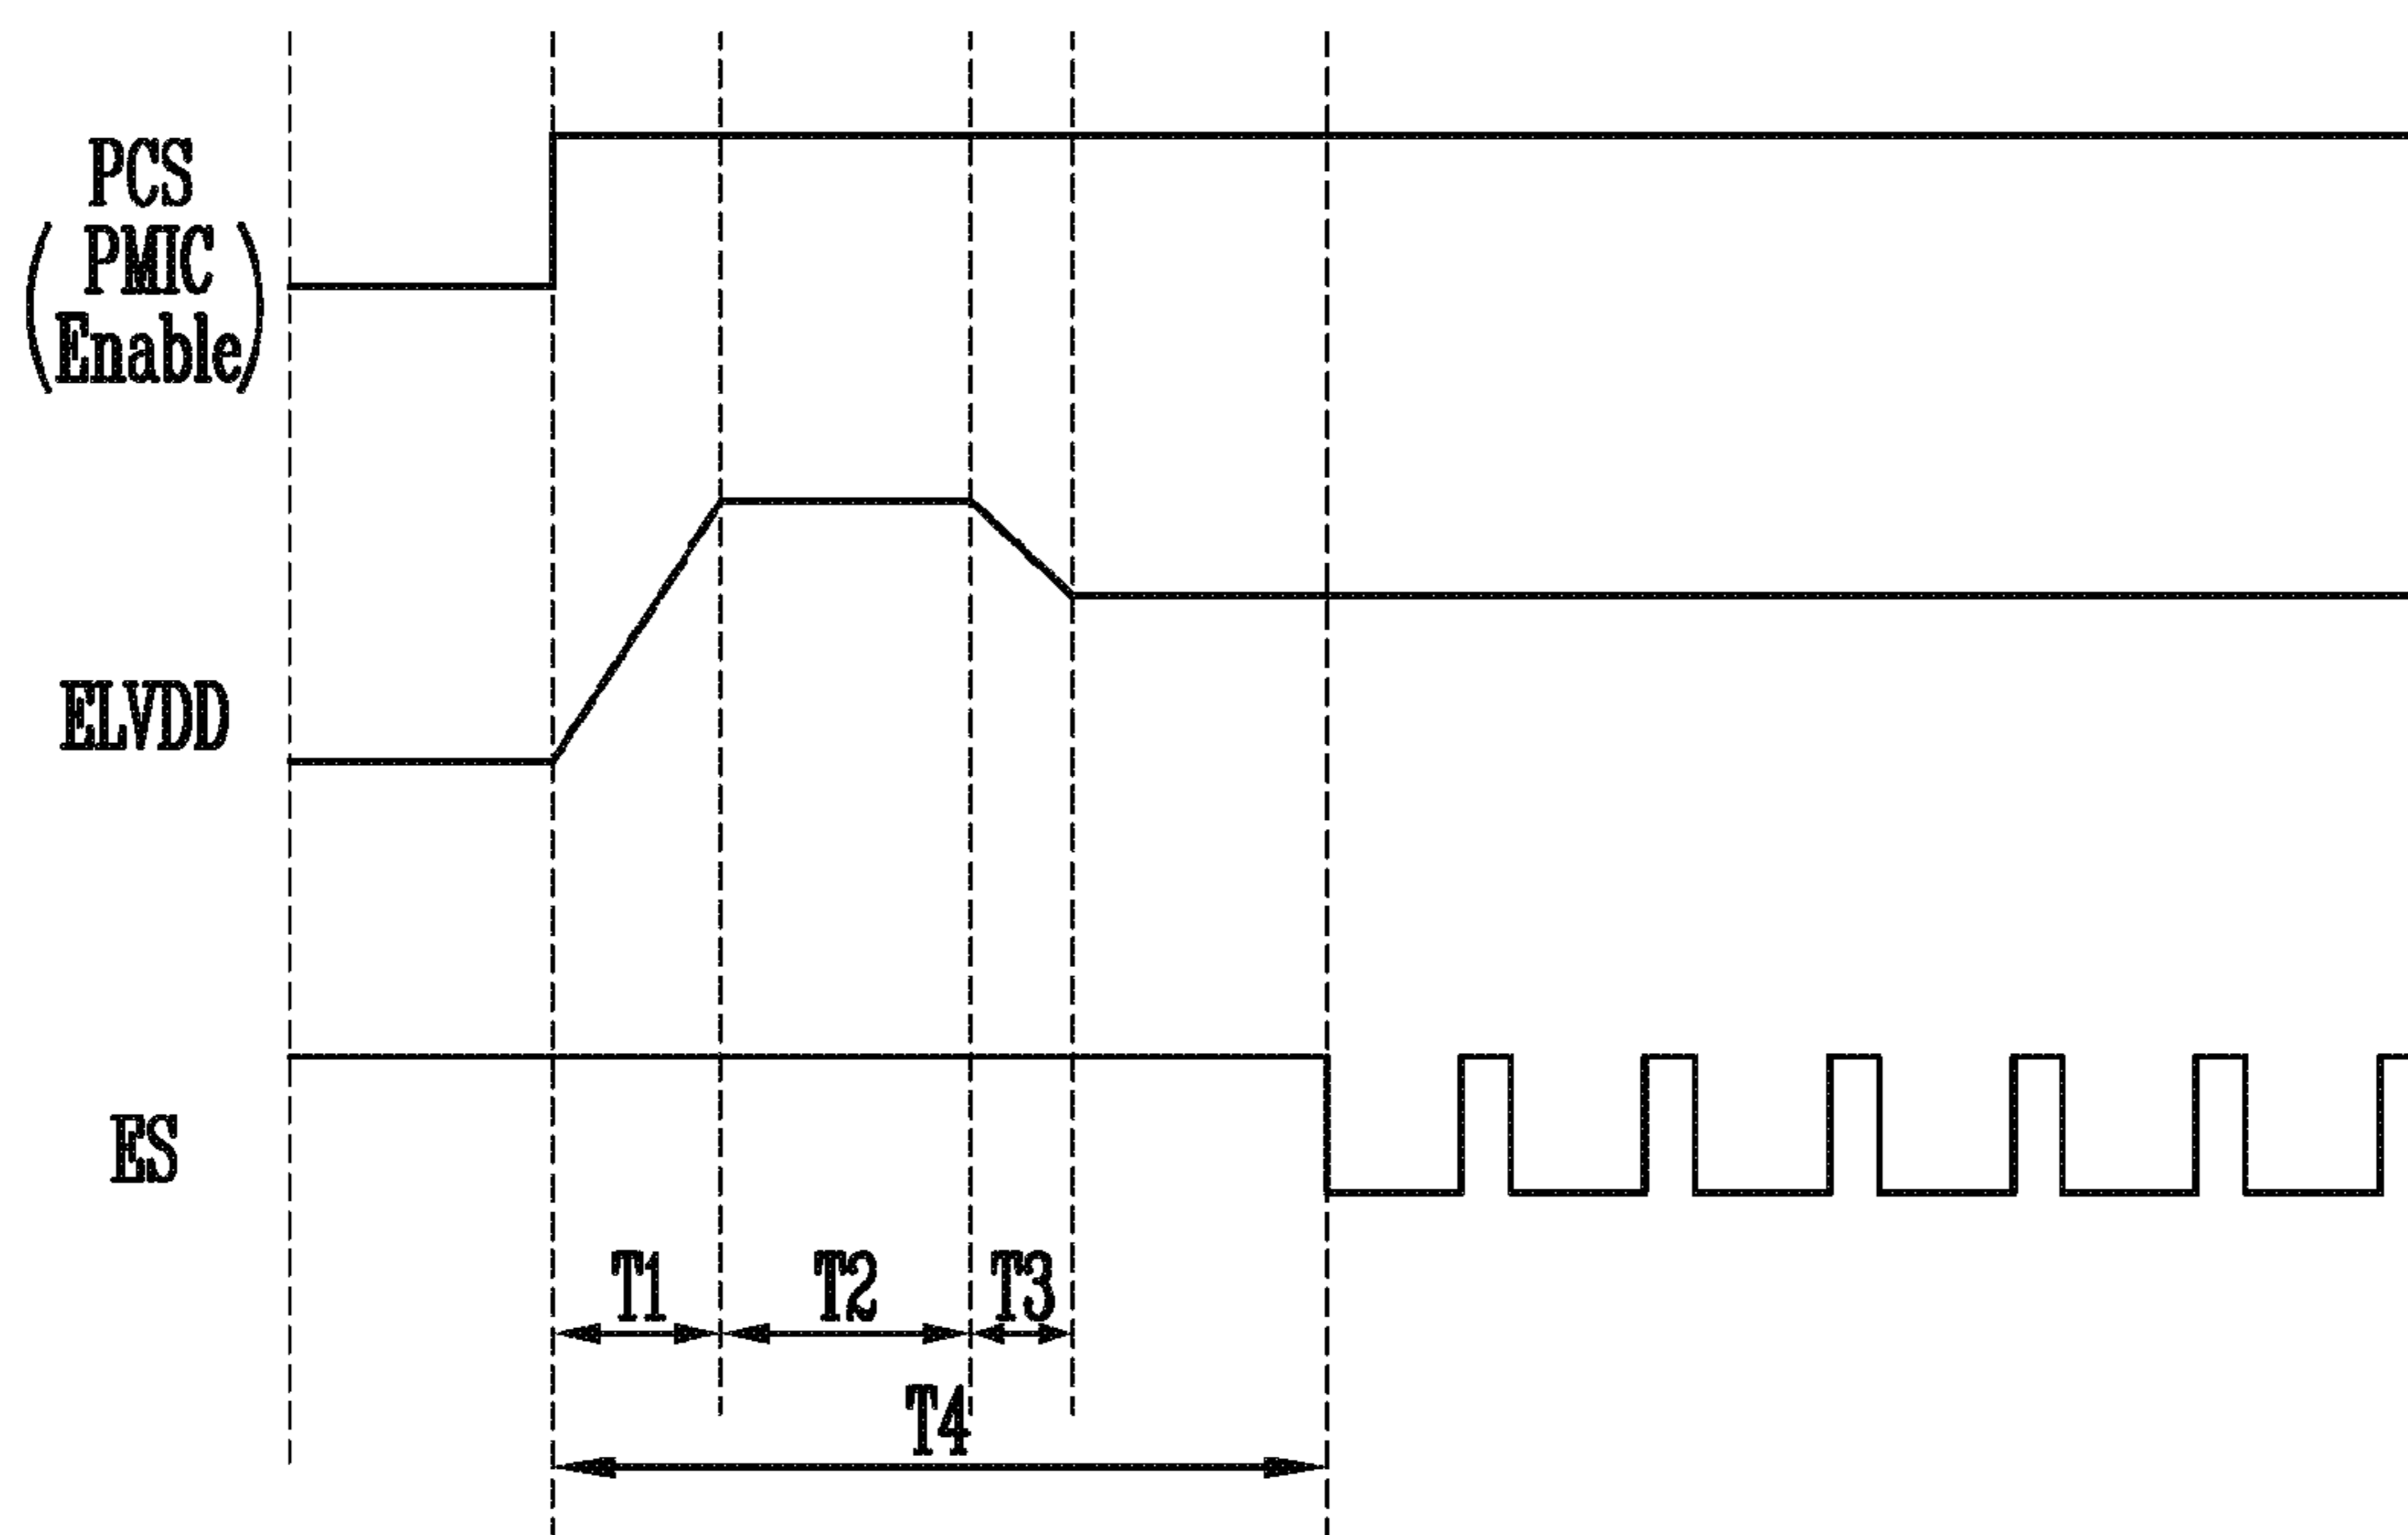 PCS
(PMIC
Enable)
ELVDD
ES
T1 T2 T3
T4